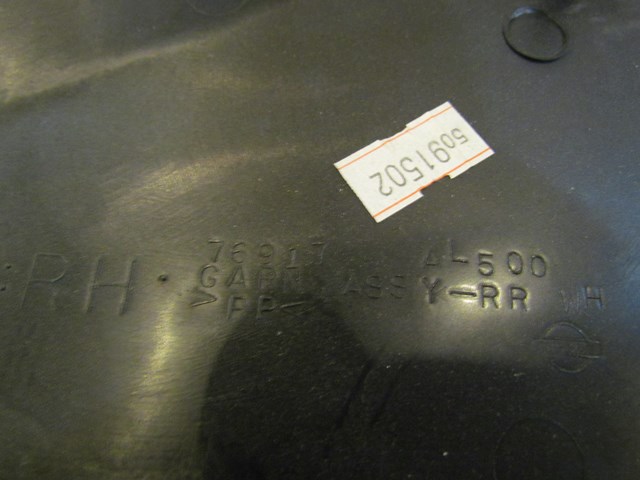 5091502
RH
76917 AL500
GARN ASSY-RR RH
>PP-